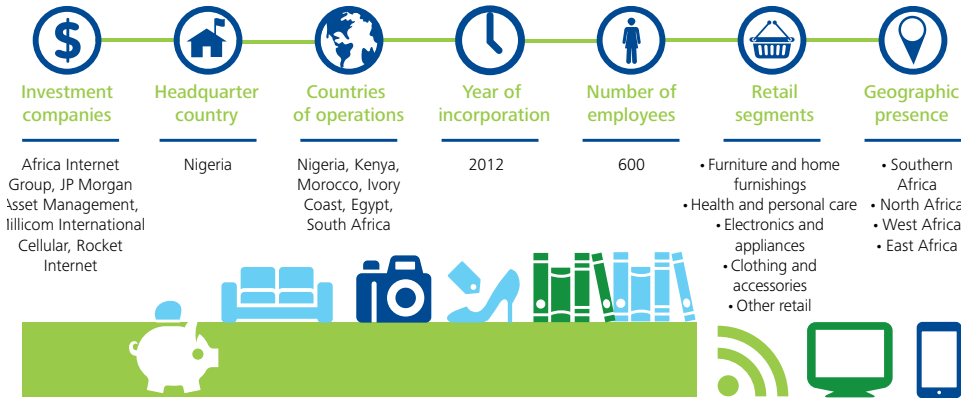 $
Investment
companies
Africa Internet
Group, JP Morgan
Asset Management,
Millicom International
Cellular, Rocket
Internet
Headquarter
country
Nigeria
Countries
of operations
Nigeria, Kenya,
Morocco, Ivory
Coast, Egypt,
South Africa
Year of
incorporation
2012
Number of
employees
600
Retail
segments
• Furniture and home
furnishings
• Health and personal care
• Electronics and
appliances
• Clothing and
accessories
• Other retail
Geographic
presence
• Southern
Africa
• North Africa
• West Africa
• East Africa